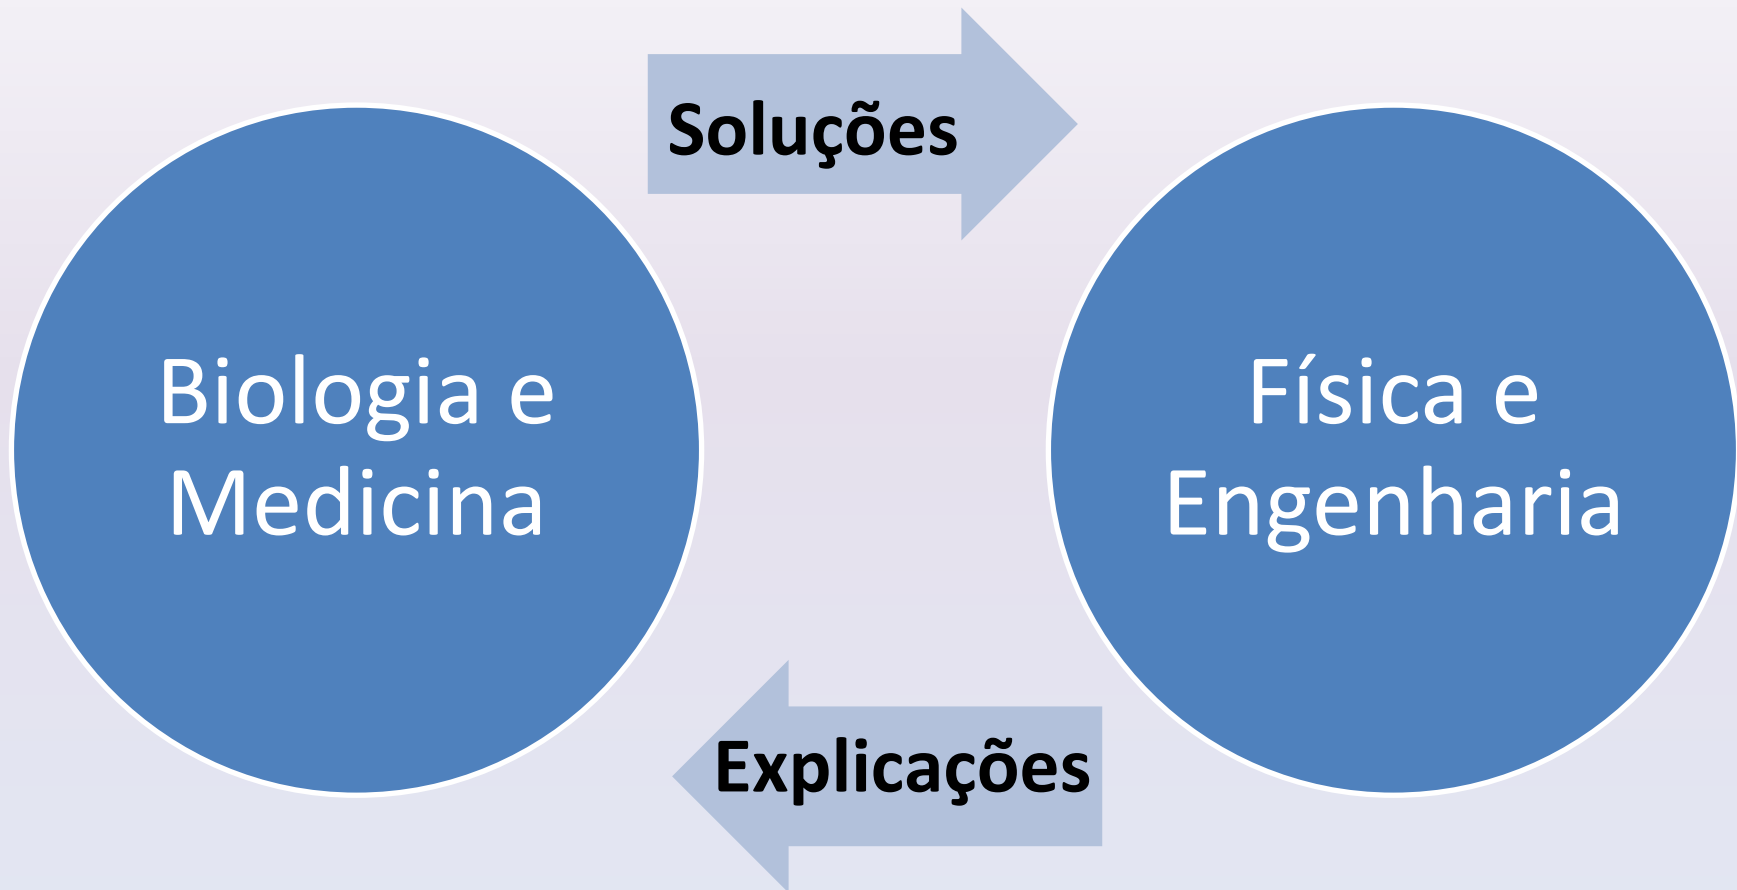 Soluções
Biologia e
Medicina
Física e
Engenharia
Explicações